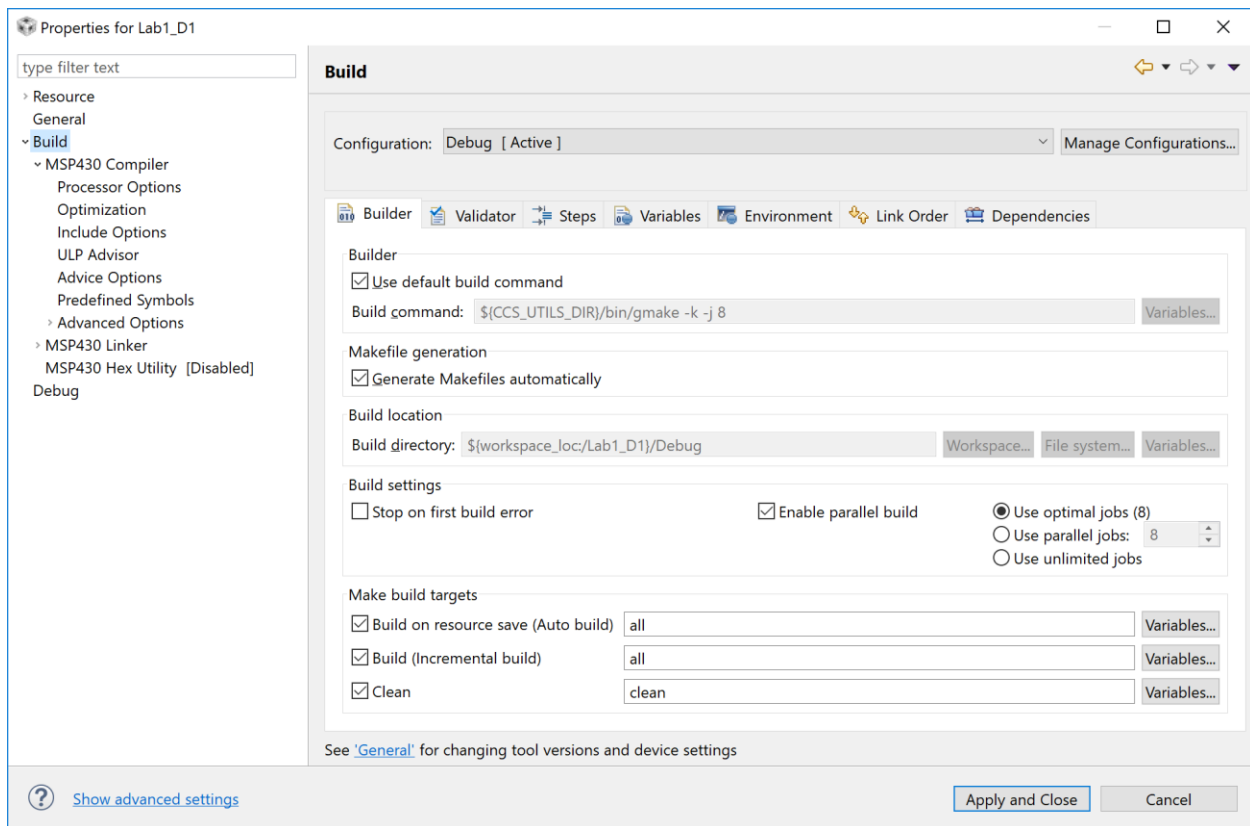 Properties for Lab1_D1
type filter text
Resource
General
Build
MSP430 Compiler
Processor Options
Optimization
Include Options
ULP Advisor
Advice Options
Predefined Symbols
Advanced Options
MSP430 Linker
MSP430 Hex Utility [Disabled]
Debug
Build
Configuration: Debug [ Active ] Manage Configurations...
Builder Validator Steps Variables Environment Link Order Dependencies
Builder
Use default build command
Build command: ${CCS_UTILS_DIR}/bin/gmake -k -j 8 Variables...
Makefile generation
Generate Makefiles automatically
Build location
Build directory: ${workspace_loc:/Lab1_D1}/Debug Workspace... File system... Variables...
Build settings
Stop on first build error Enable parallel build Use optimal jobs (8)
Use parallel jobs: 8
Use unlimited jobs
Make build targets
Build on resource save (Auto build) all Variables...
Build (Incremental build) all Variables...
Clean clean Variables...
See 'General' for changing tool versions and device settings
? Show advanced settings Apply and Close Cancel